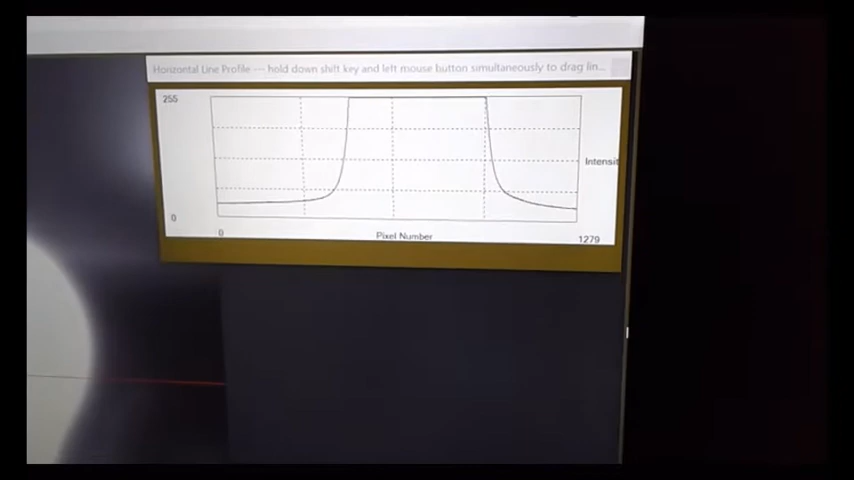 Horizontal Line Profile --- hold down shift key and left mouse button simultaneously to drag lin...
255
Intensit
0
0
Pixel Number
1279